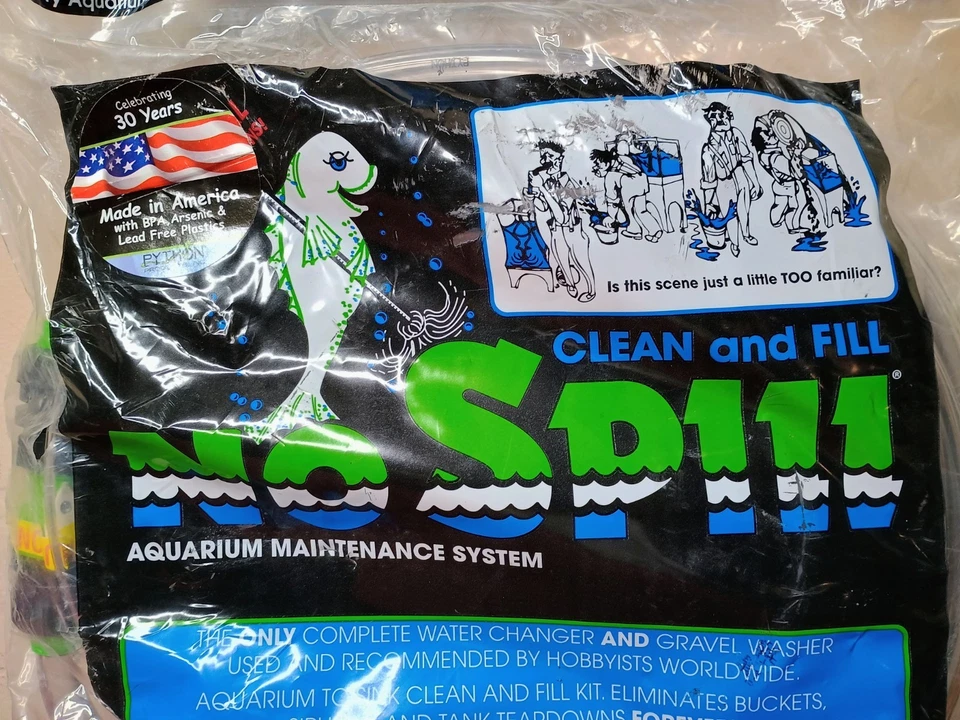 Aquarium
Celebrating
30 Years
Made in America
with BPA, Arsenic &
Lead Free Plastics
PYTHON
Is this scene just a little TOO familiar?
CLEAN and FILL
No Spill®
AQUARIUM MAINTENANCE SYSTEM
THE ONLY COMPLETE WATER CHANGER AND GRAVEL WASHER
USED AND RECOMMENDED BY HOBBYISTS WORLDWIDE.
AQUARIUM TO SINK CLEAN AND FILL KIT. ELIMINATES BUCKETS,
AND TANK TEARDOWNS FOREVER